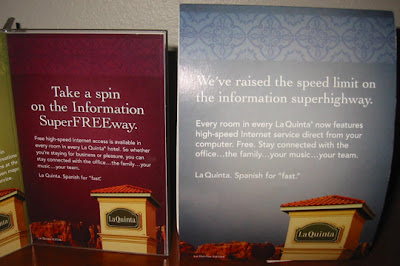 Take a spin
on the Information
SuperFREEway.
Free high-speed Internet access is available in
every room in every La Quinta® hotel. So whether
you're staying for business or pleasure, you can
stay connected with the office...the family...your
music...your team.
La Quinta. Spanish for "fast."
La Quinta
We've raised the speed limit on
the information superhighway.
Every room in every La Quinta® now features
high-speed Internet service direct from your
computer. Free. Stay connected with the
office...the family...your music...your team.
La Quinta. Spanish for "fast."
La Quinta